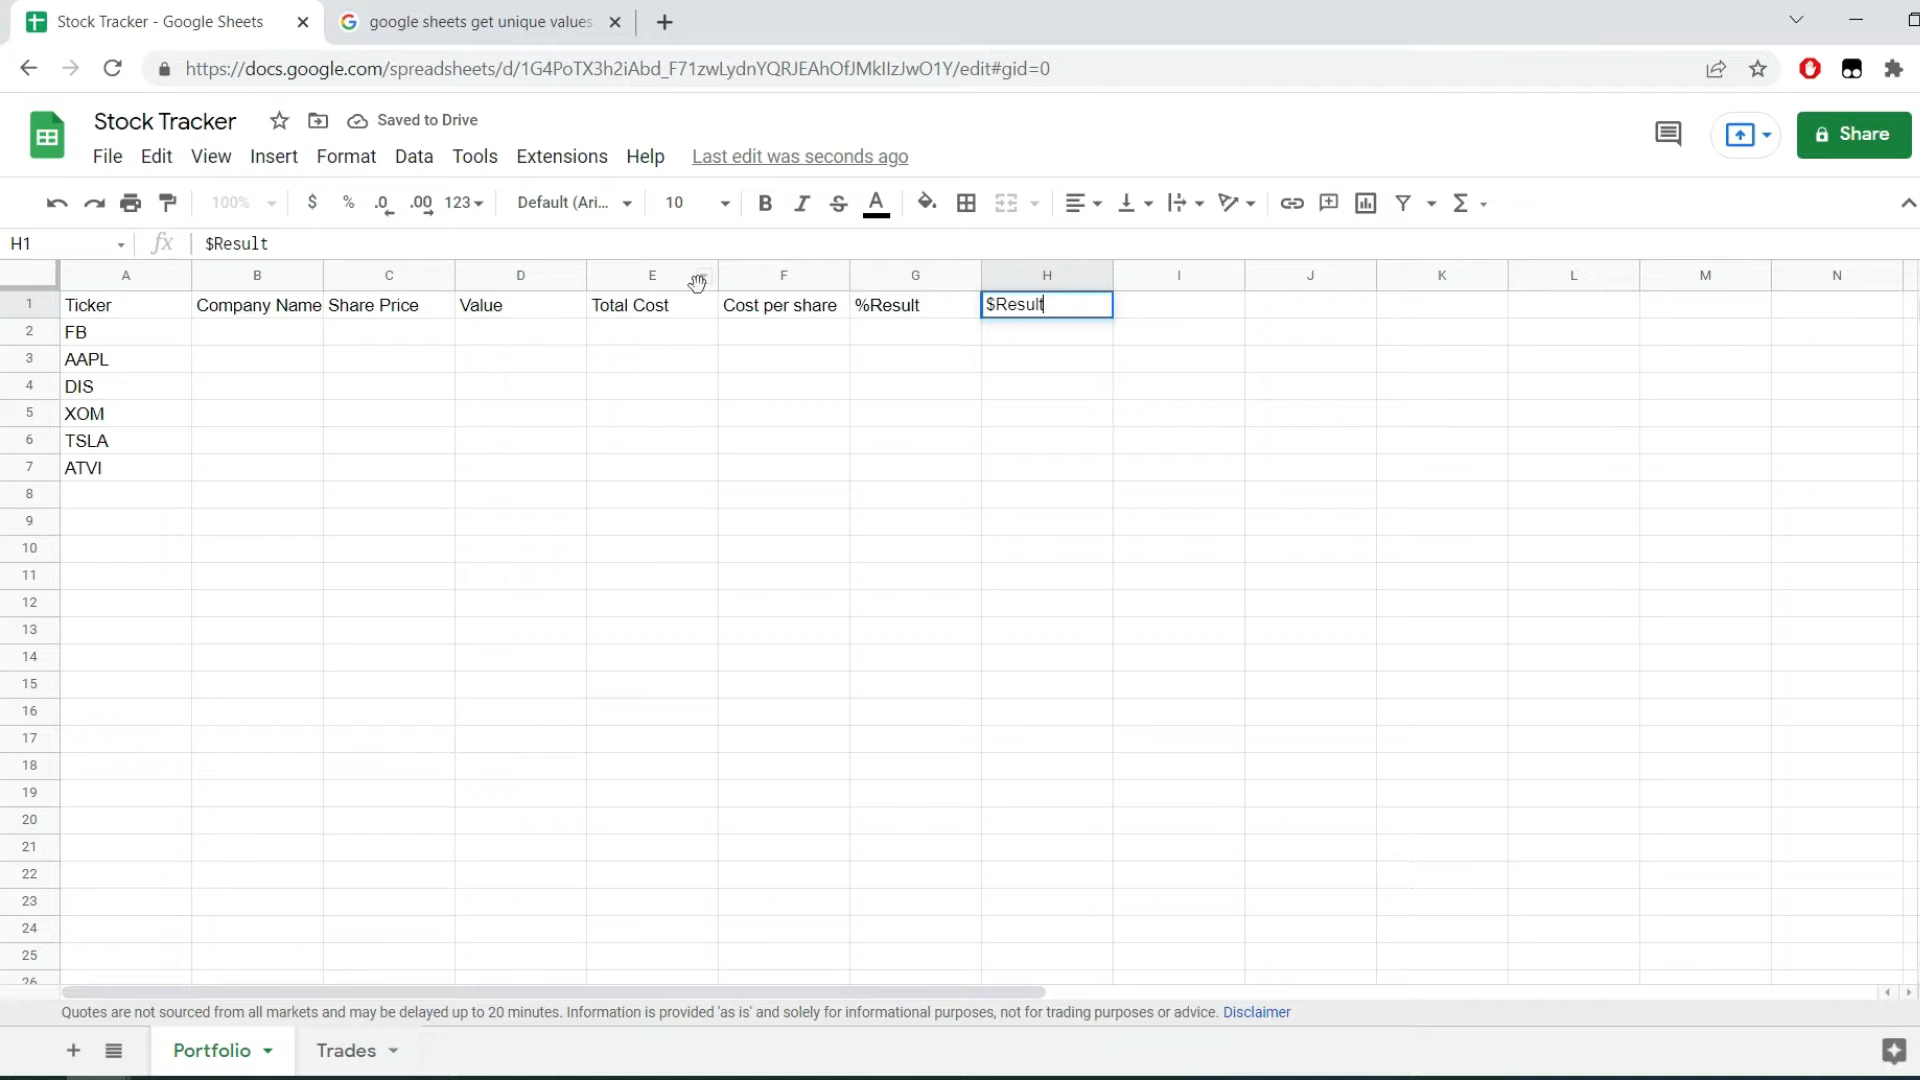 Stock Tracker - Google Sheets
google sheets get unique values
https://docs.google.com/spreadsheets/d/1G4PoTX3h2iAbd_F71zwLydnYQRJEAhOfJMkIIzJwO1Y/edit#gid=0
Stock Tracker
Saved to Drive
File Edit View Insert Format Data Tools Extensions Help Last edit was seconds ago
Share
100% $ % .0 .00 123 Default (Ari... 10 B I S A Σ
H1 fx $Result
A B C D E F G H I J K L M N
1 Ticker Company Name Share Price Value Total Cost Cost per share %Result $Result
2 FB
3 AAPL
4 DIS
5 XOM
6 TSLA
7 ATVI
8
9
10
11
12
13
14
15
16
17
18
19
20
21
22
23
24
25
26
Quotes are not sourced from all markets and may be delayed up to 20 minutes. Information is provided 'as is' and solely for informational purposes, not for trading purposes or advice. Disclaimer
Portfolio Trades